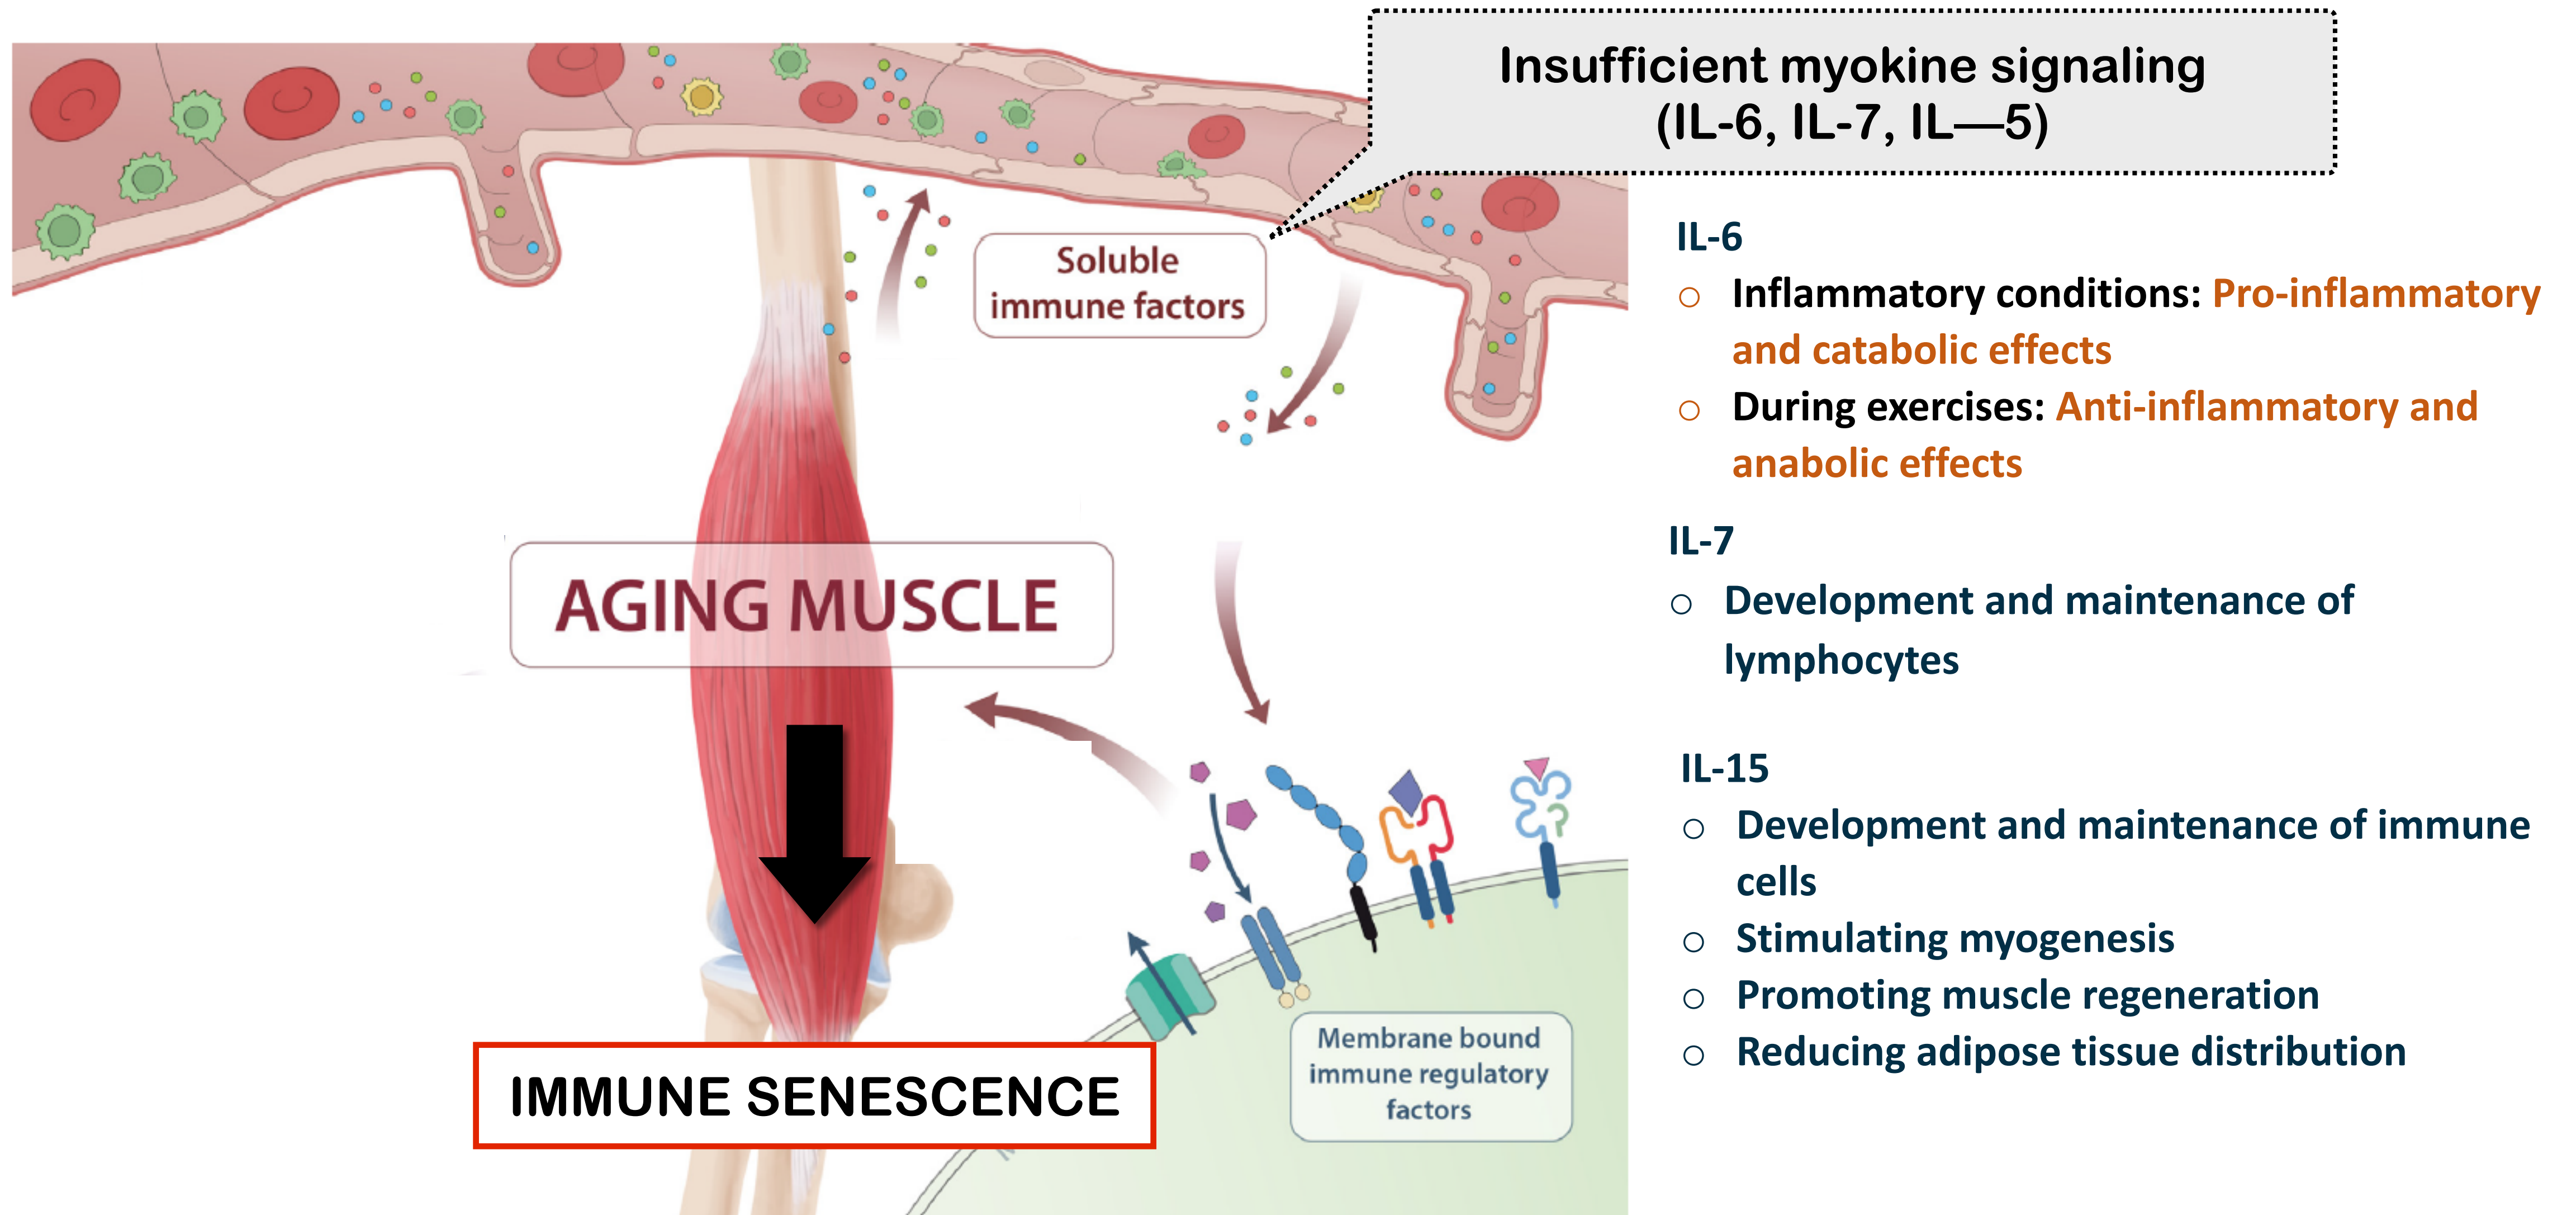 Insufficient myokine signaling
(IL-6, IL-7, IL—5)
Soluble
immune factors
AGING MUSCLE
IMMUNE SENESCENCE
Membrane bound
immune regulatory
factors
IL-6
○ Inflammatory conditions: Pro-inflammatory
and catabolic effects
○ During exercises: Anti-inflammatory and
anabolic effects
IL-7
○ Development and maintenance of
lymphocytes
IL-15
○ Development and maintenance of immune
cells
○ Stimulating myogenesis
○ Promoting muscle regeneration
○ Reducing adipose tissue distribution